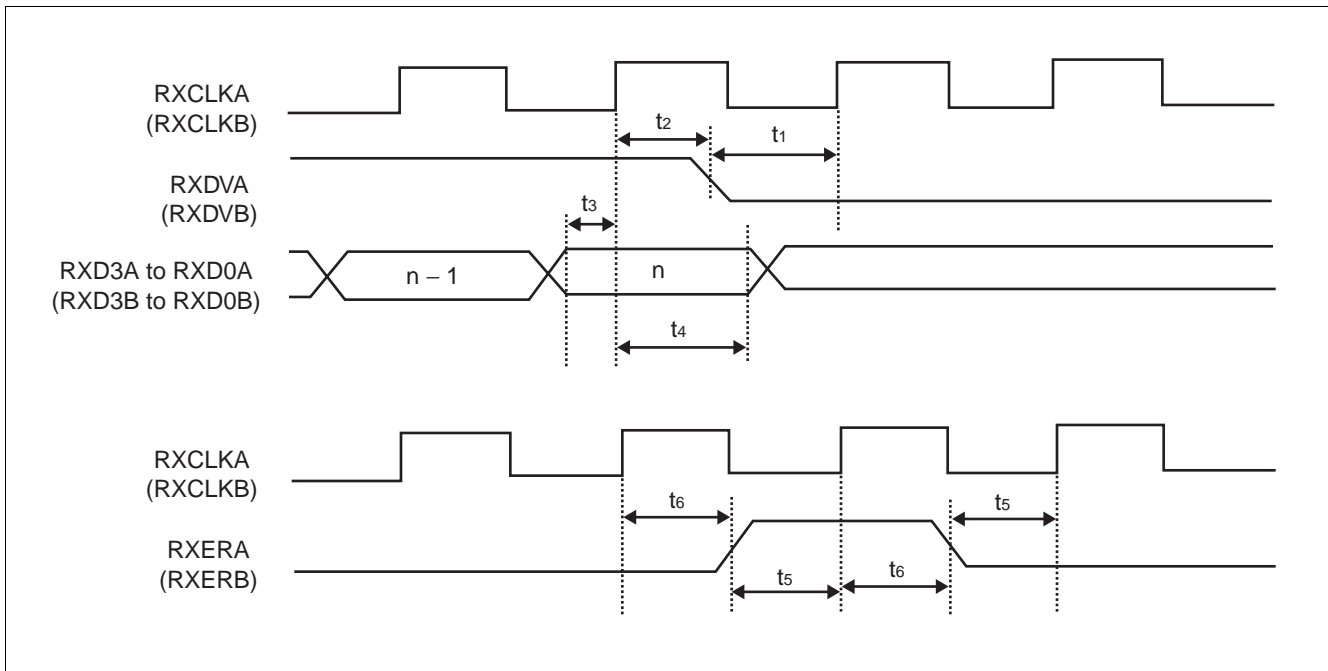 RXCLKA
(RXCLKB)
t2
t1
RXDVA
(RXDVB)
t3
RXD3A to RXD0A
(RXD3B to RXD0B)
n – 1
n
t4
RXCLKA
(RXCLKB)
t6
t5
RXERA
(RXERB)
t5
t6